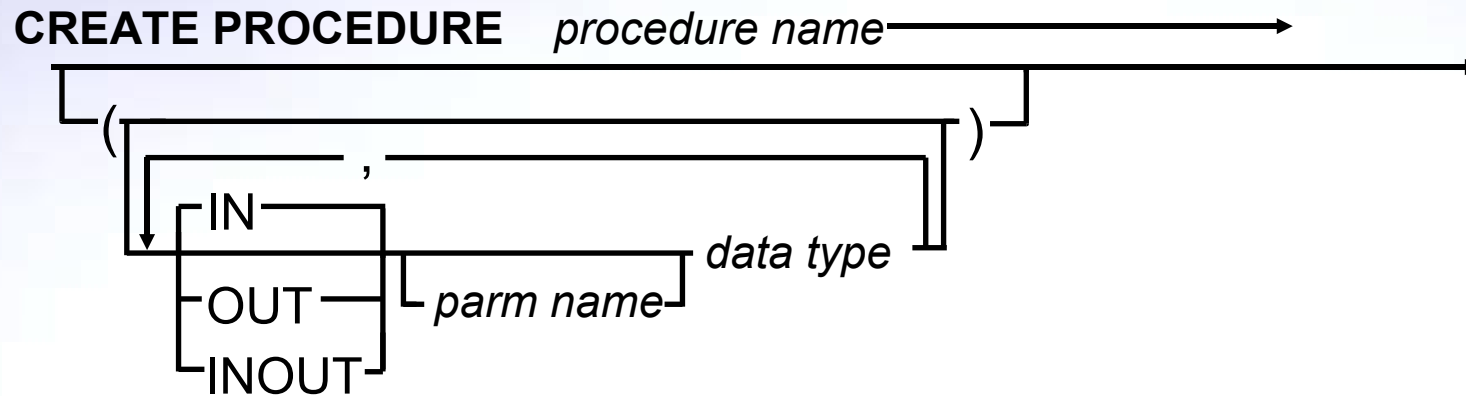 CREATE PROCEDURE procedure name
( )
,
IN
data type
OUT parm name
INOUT